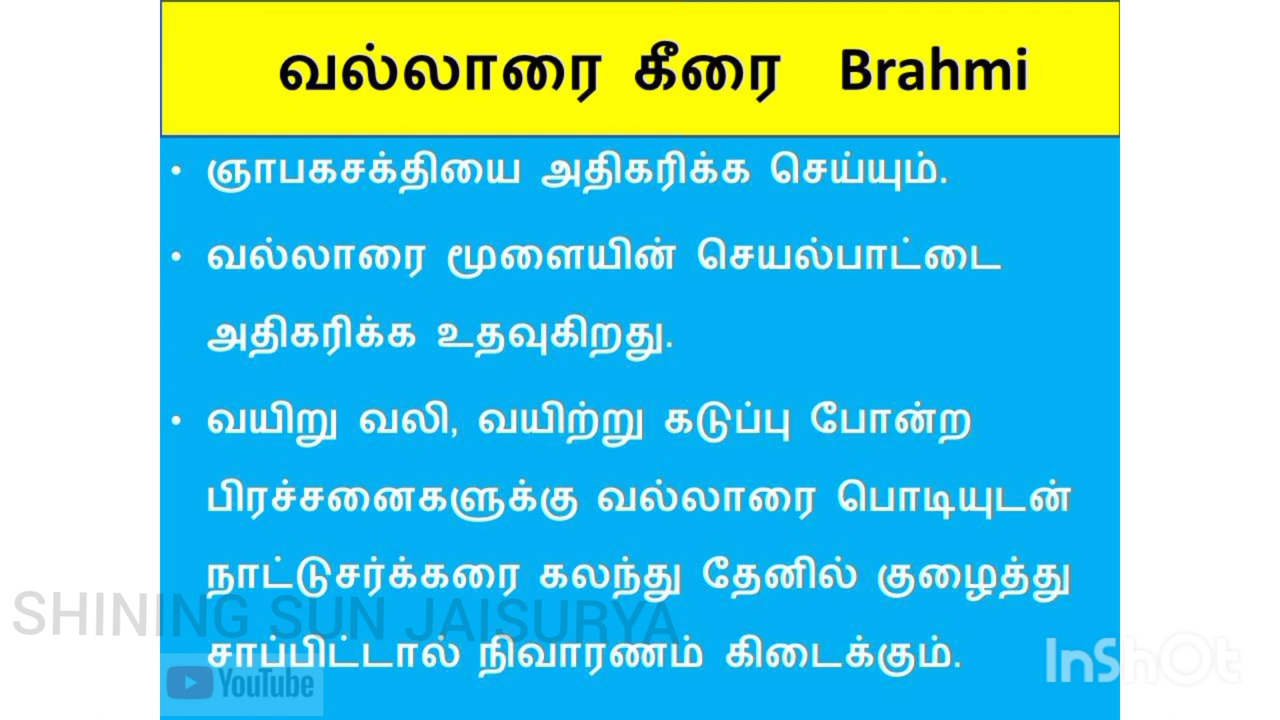 வல்லாரை கீரை Brahmi
• ஞாபகசக்தியை அதிகரிக்க செய்யும்.
• வல்லாரை மூளையின் செயல்பாட்டை
அதிகரிக்க உதவுகிறது.
• வயிறு வலி, வயிற்று கடுப்பு போன்ற
பிரச்சனைகளுக்கு வல்லாரை பொடியுடன்
நாட்டுசர்க்கரை கலந்து தேனில் குழைத்து
SHINING SUN JAISURYA
சாப்பிட்டால் நிவாரணம் கிடைக்கும்.
InShOt
YouTube